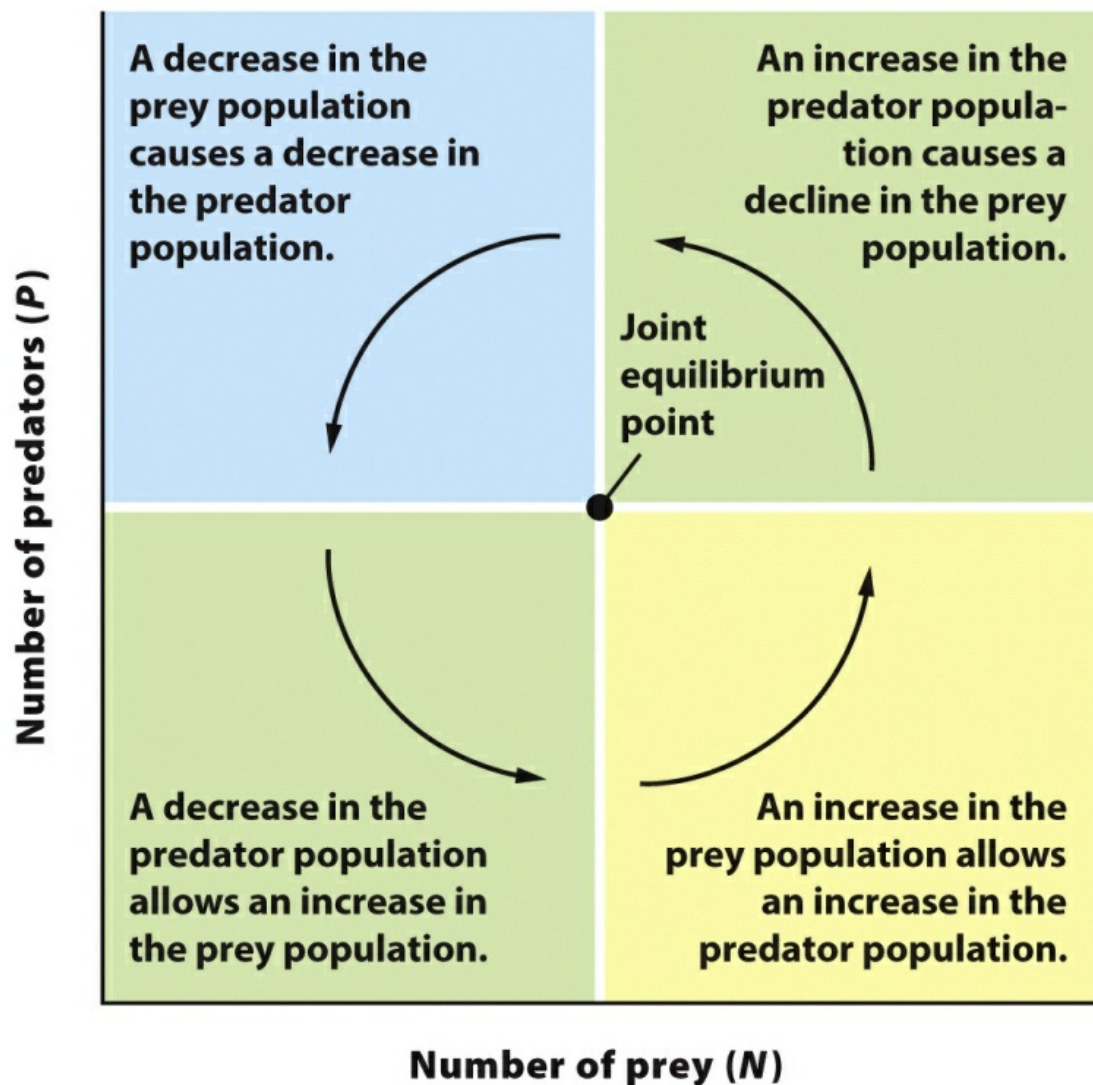 A decrease in the
prey population
causes a decrease in
the predator
population.
An increase in the
predator popula-
tion causes a
decline in the prey
population.
Joint
equilibrium
point
Number of predators (P)
A decrease in the
predator population
allows an increase in
the prey population.
An increase in the
prey population allows
an increase in the
predator population.
Number of prey (N)